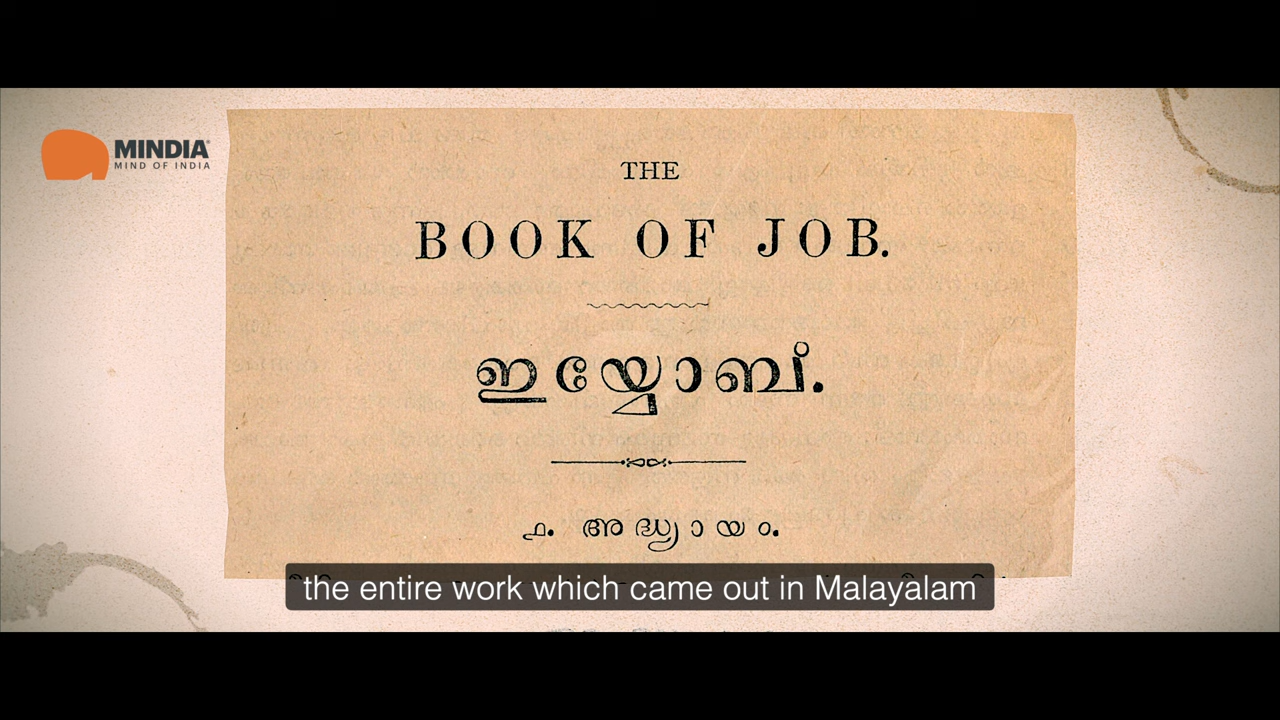 MINDIA
MIND OF INDIA
THE
BOOK OF JOB.
ഇയ്യോബ്.
൧. അദ്ധ്യായം.
the entire work which came out in Malayalam